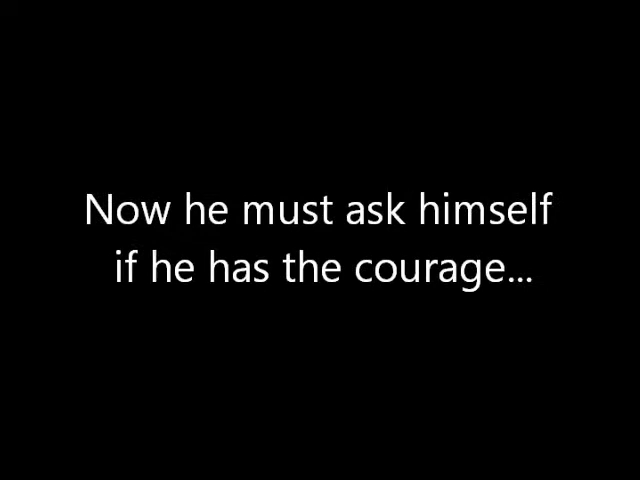 Now he must ask himself
if he has the courage...